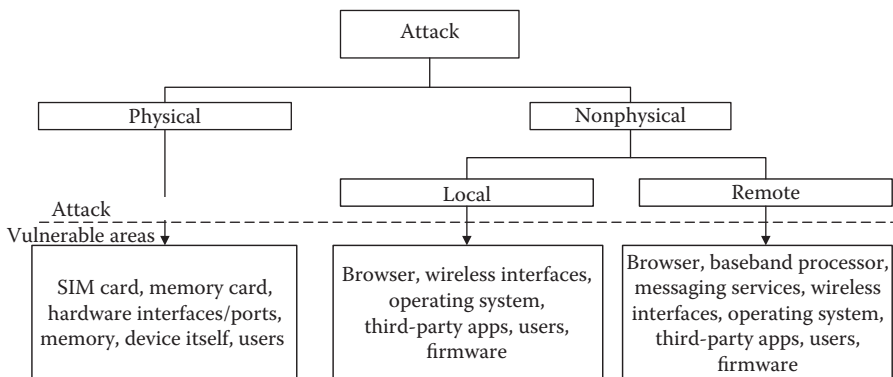 Attack
Physical
Nonphysical
Local
Remote
Attack
Vulnerable areas
SIM card, memory card,
hardware interfaces/ports,
memory, device itself, users
Browser, wireless interfaces,
operating system,
third-party apps, users,
firmware
Browser, baseband processor,
messaging services, wireless
interfaces, operating system,
third-party apps, users,
firmware